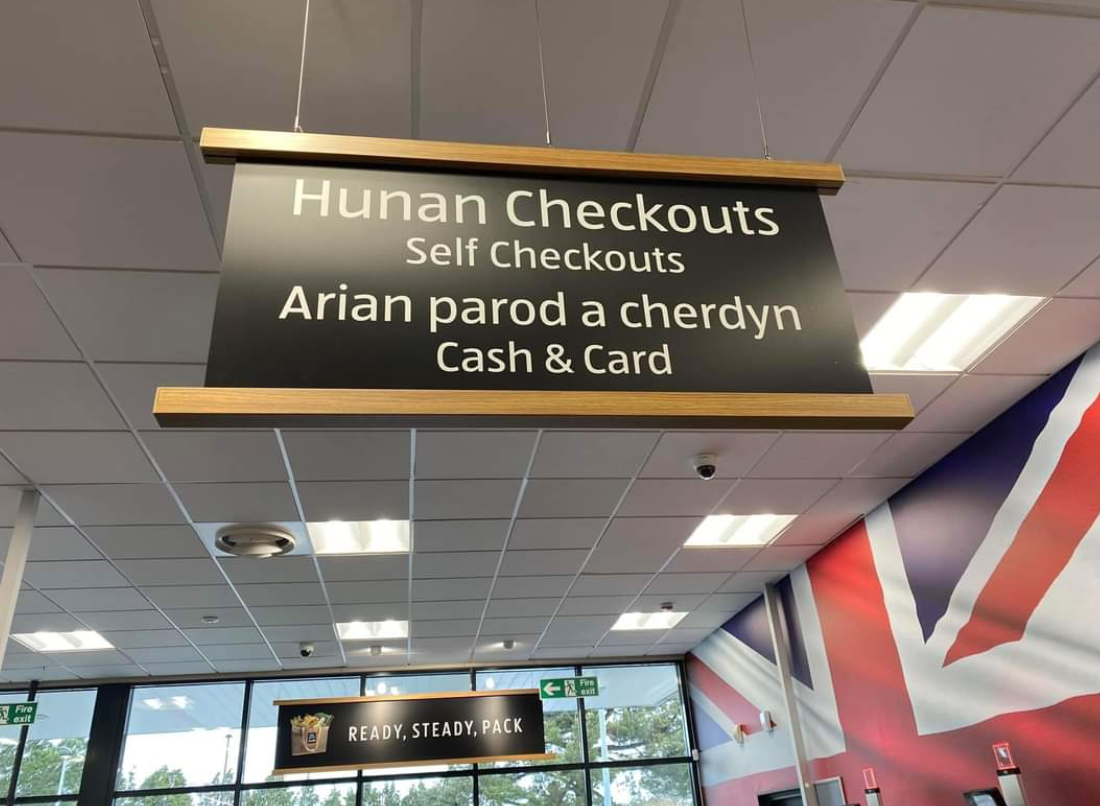 Hunan Checkouts
Self Checkouts
Arian parod a cherdyn
Cash & Card
READY, STEADY, PACK
Fire
exit
Fire
exit